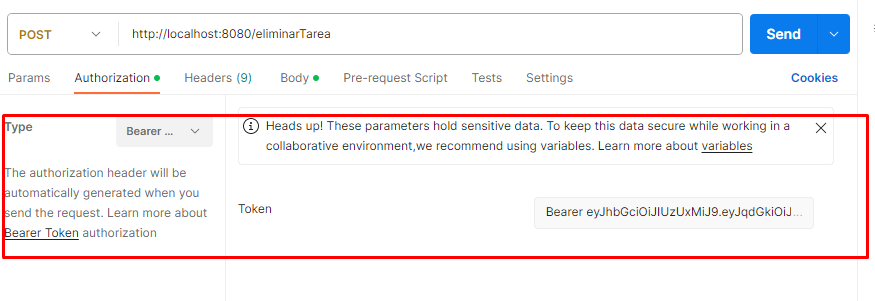 POST http://localhost:8080/eliminarTarea Send
Params Authorization Headers (9) Body Pre-request Script Tests Settings Cookies
Type Bearer ...
The authorization header will be
automatically generated when you
send the request. Learn more about
Bearer Token authorization
Heads up! These parameters hold sensitive data. To keep this data secure while working in a
collaborative environment,we recommend using variables. Learn more about variables
Token Bearer eyJhbGciOiJIUzUxMiJ9.eyJqdGkiOiJ...